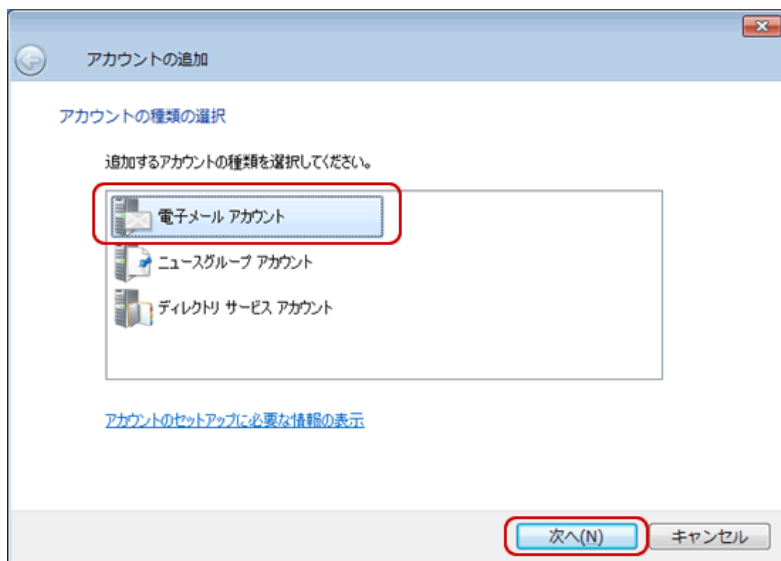 アカウントの追加
アカウントの種類の選択
追加するアカウントの種類を選択してください。
電子メール アカウント
ニュースグループ アカウント
ディレクトリ サービス アカウント
アカウントのセットアップに必要な情報の表示
次へ(N)
キャンセル